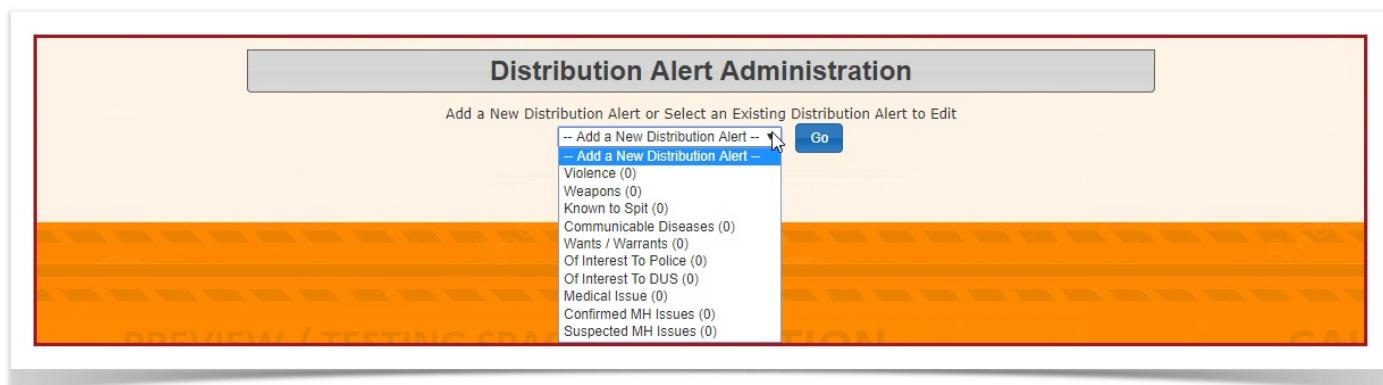 Distribution Alert Administration
Add a New Distribution Alert or Select an Existing Distribution Alert to Edit
-- Add a New Distribution Alert -- Go
-- Add a New Distribution Alert --
Violence (0)
Weapons (0)
Known to Spit (0)
Communicable Diseases (0)
Wants / Warrants (0)
Of Interest To Police (0)
Of Interest To DUS (0)
Medical Issue (0)
Confirmed MH Issues (0)
Suspected MH Issues (0)
PREVIEW / TESTING